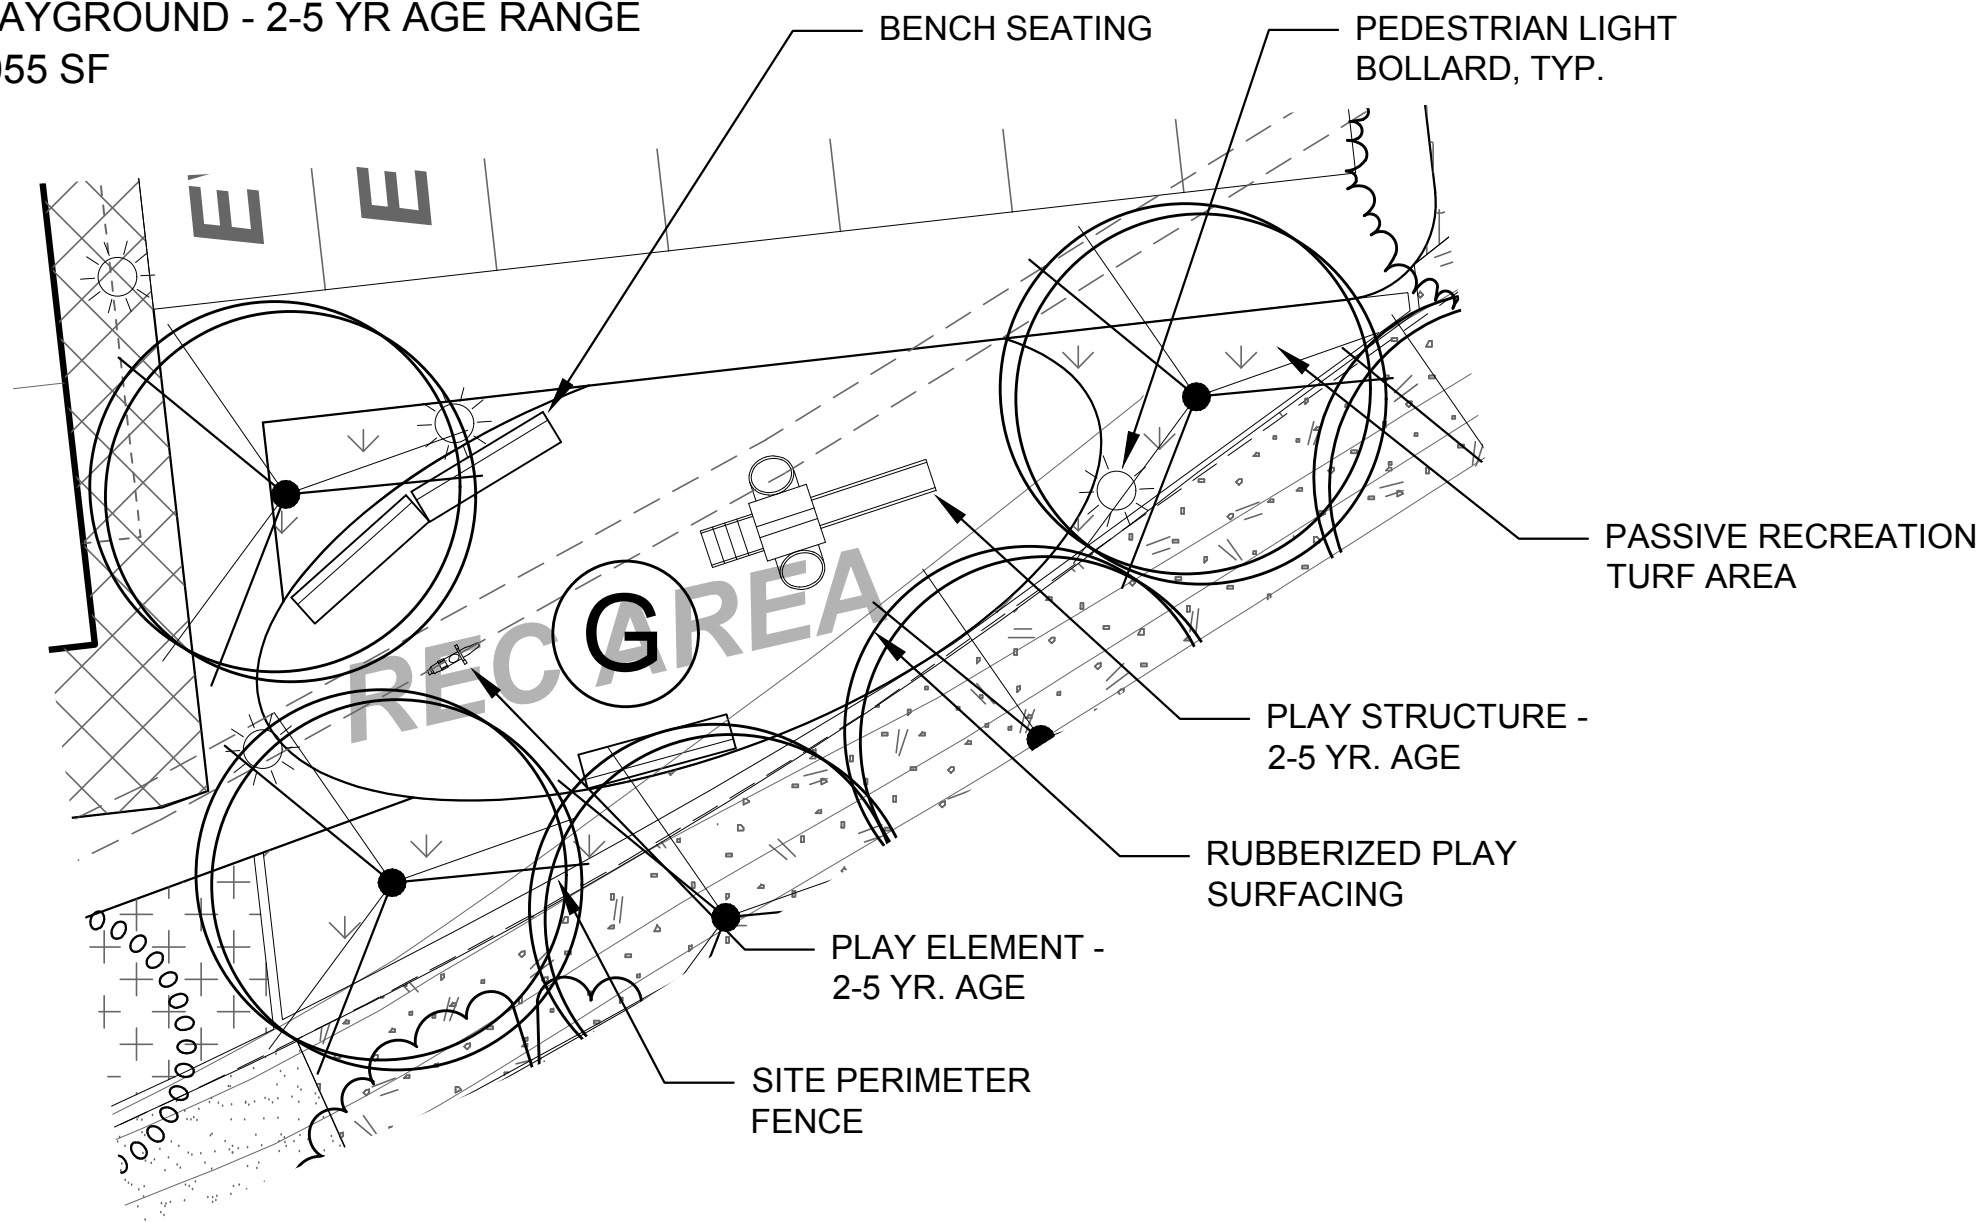 AYGROUND - 2-5 YR AGE RANGE
055 SF
BENCH SEATING
PEDESTRIAN LIGHT
BOLLARD, TYP.
E
E
PASSIVE RECREATION
TURF AREA
G
REC AREA
PLAY STRUCTURE -
2-5 YR. AGE
RUBBERIZED PLAY
SURFACING
PLAY ELEMENT -
2-5 YR. AGE
SITE PERIMETER
FENCE